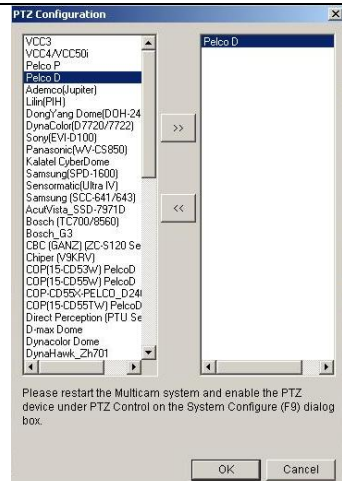 PTZ Configuration
VCC3
VCC4/VCC50i
Pelco P
Pelco D
Ademco(Jupiter)
Lilin(PIH)
DongYang Dome(DOH-24
DynaColor(D7720/7722)
Sony(EVI-D100)
Panasonic(WV-CS850)
Kalatel CyberDome
Samsung(SPD-1600)
Sensormatic(Ultra IV)
Samsung (SCC-641/643)
AcutVista_SSD-7971D
Bosch (TC700/8560)
Bosch_G3
CBC (GANZ) (ZC-S120 Se
Chiper (V9KRV)
COP(15-CD53W) PelcoD
COP(15-CD55W) PelcoD
COP-CD55X-PELCO_D24
COP(15-CD55TW) PelcoD
Direct Perception (PTU Se
D-max Dome
Dynacolor Dome
DynaHawk_Zh701
>>
<<
Pelco D
Please restart the Multicam system and enable the PTZ
device under PTZ Control on the System Configure (F9) dialog
box.
OK
Cancel